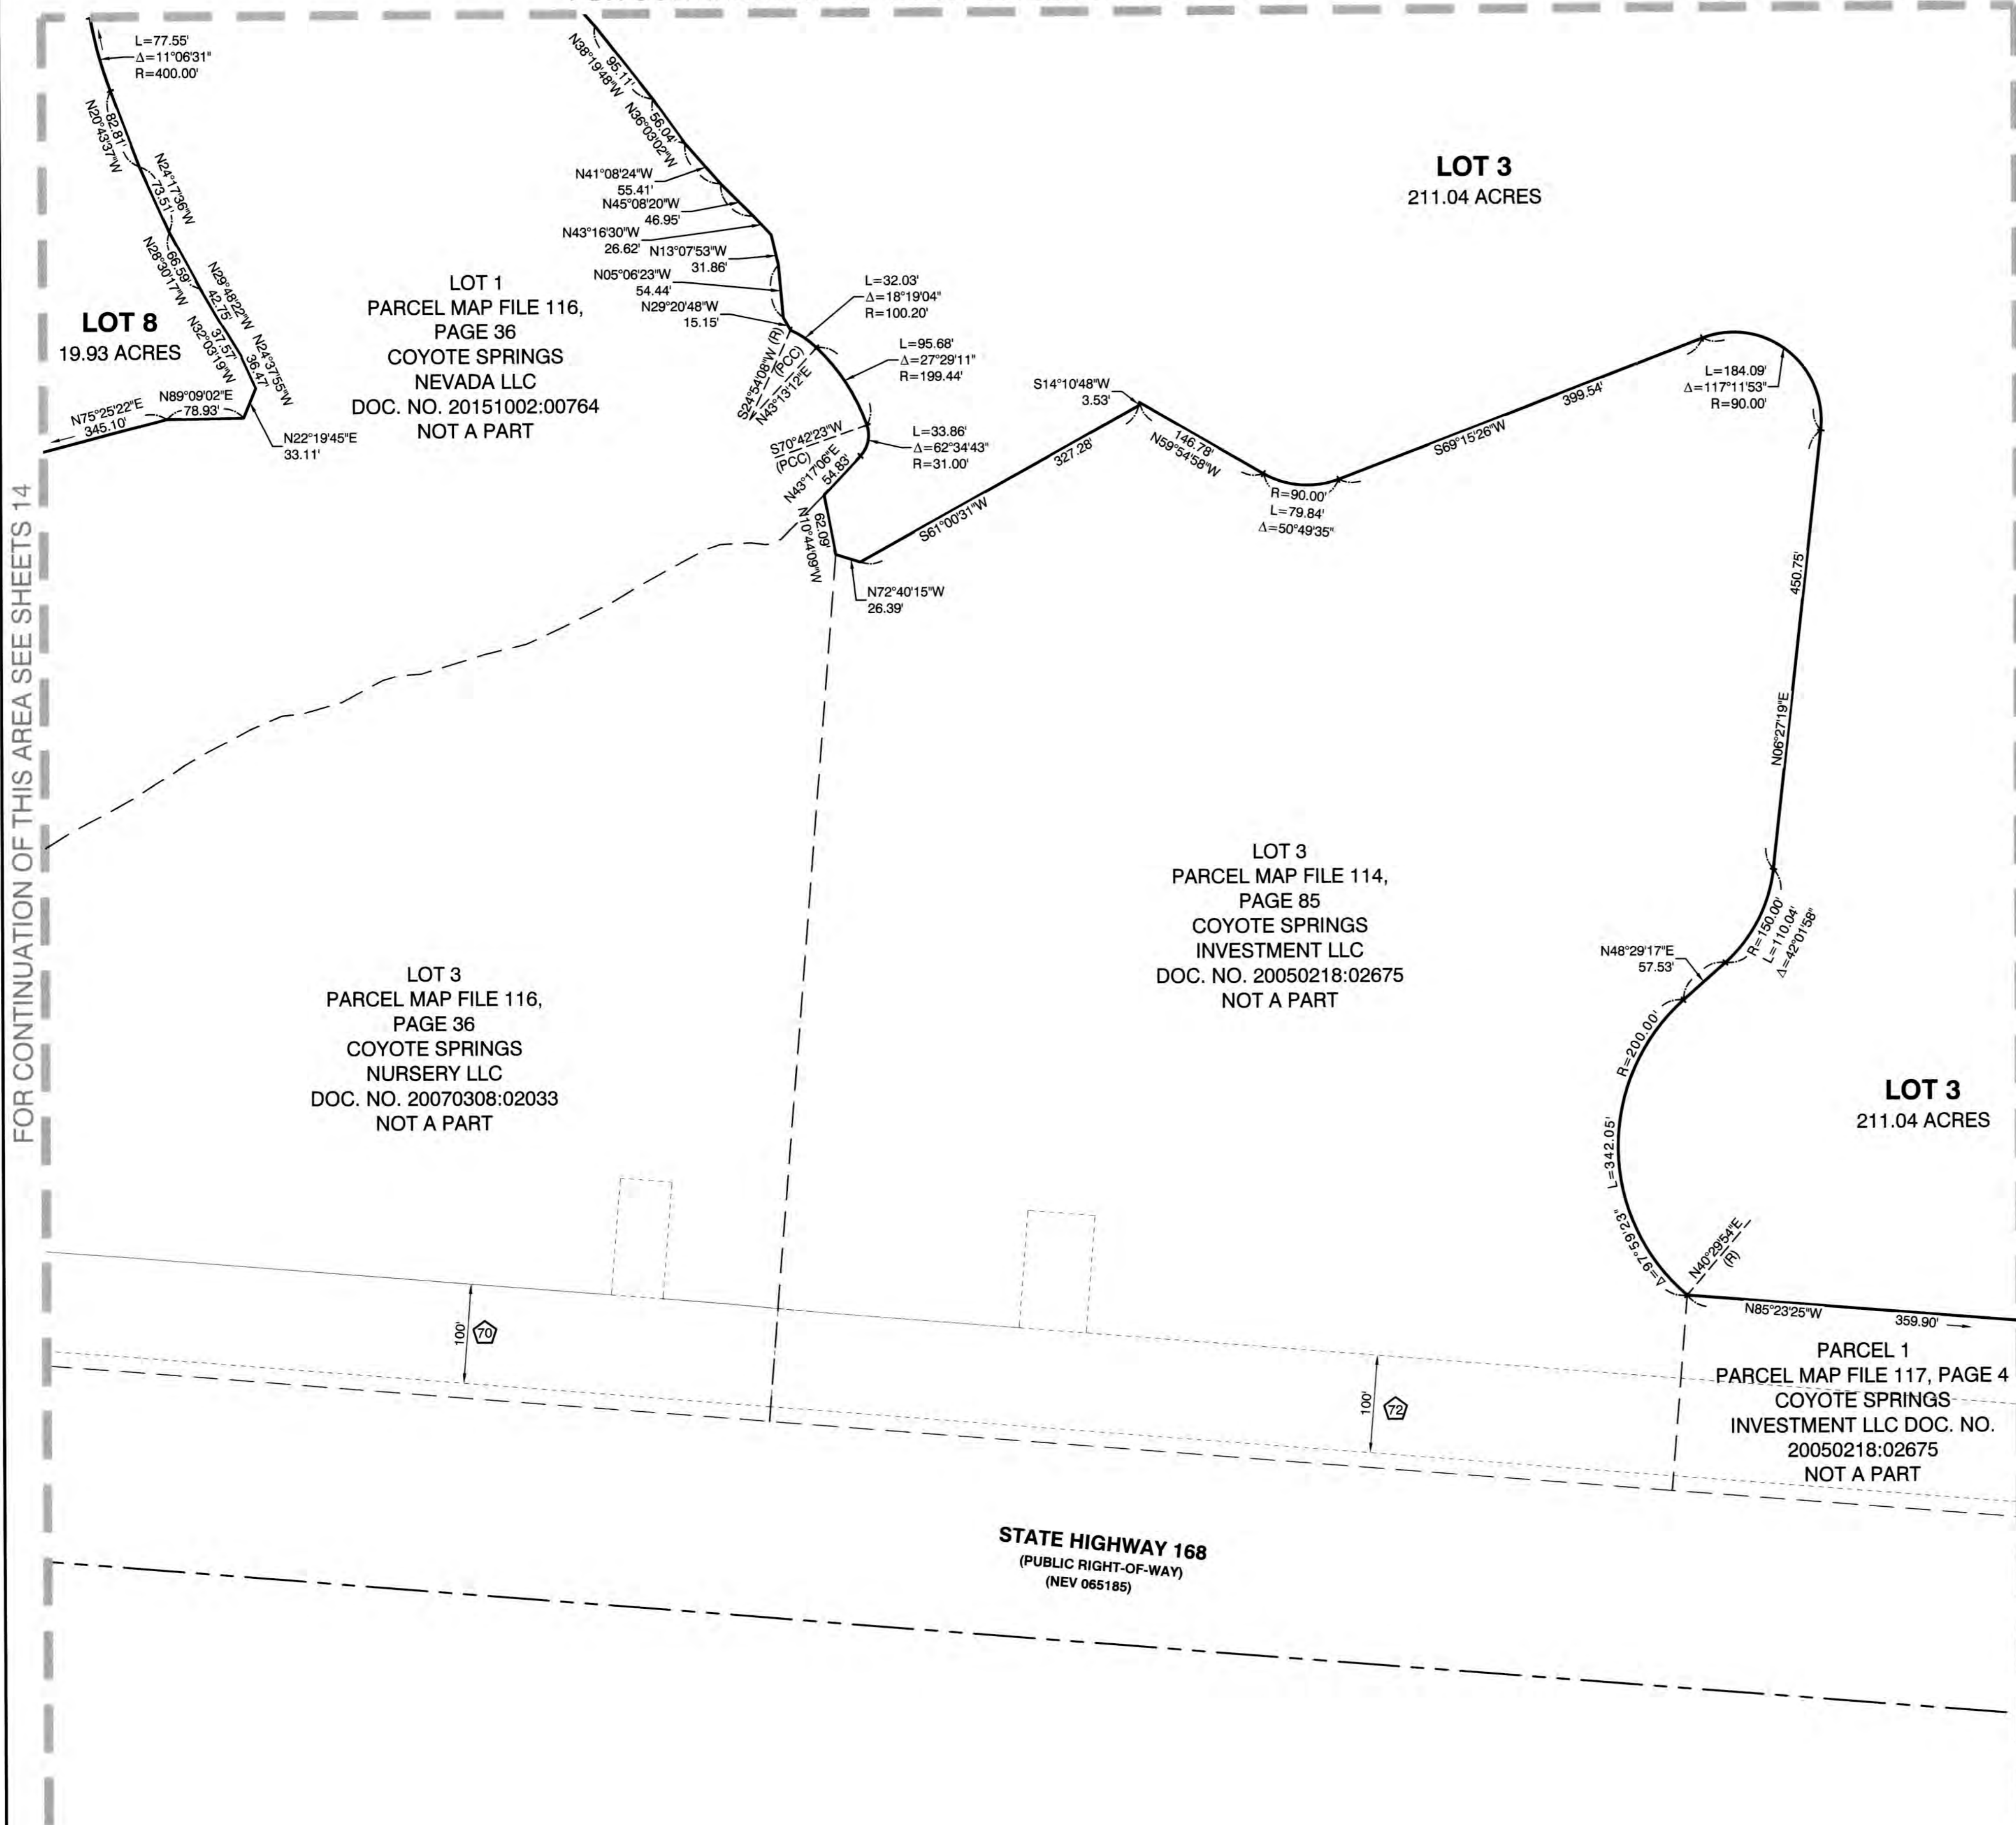 L=77.55'
Δ=11°06'31"
R=400.00'
82.81'
N20°43'37"W
N24°17'36"W
73.51'
66.59'
N28°30'17"W
N29°48'22"W
42.75'
37.57'
N32°03'19"W
N24°37'55"W
36.47'
LOT 8
19.93 ACRES
N75°25'22"E
345.10'
N89°09'02"E
78.93'
N22°19'45"E
33.11'
LOT 1
PARCEL MAP FILE 116,
PAGE 36
COYOTE SPRINGS
NEVADA LLC
DOC. NO. 20151002:00764
NOT A PART
95.11'
N38°19'48"W
56.04'
N36°03'02"W
N41°08'24"W
55.41'
N45°08'20"W
46.95'
N43°16'30"W
26.62'
N13°07'53"W
31.86'
N05°06'23"W
54.44'
N29°20'48"W
15.15'
L=32.03'
Δ=18°19'04"
R=100.20'
L=95.68'
Δ=27°29'11"
R=199.44'
S24°54'08"W (R)
(PCC)
N43°13'12"E
S70°42'23"W
(PCC)
L=33.86'
Δ=62°34'43"
R=31.00'
N43°17'06"E
54.83'
62.09'
N10°44'09"W
N72°40'15"W
26.39'
S61°00'31"W
327.28'
S14°10'48"W
3.53'
146.78'
N59°54'58"W
R=90.00'
L=79.84'
Δ=50°49'35"
LOT 3
211.04 ACRES
S69°15'26"W
399.54'
L=184.09'
Δ=117°11'53"
R=90.00'
450.75'
N06°27'19"E
R=150.00'
L=110.04'
Δ=42°01'58"
N48°29'17"E
57.53'
R=200.00'
L=342.05'
Δ=97°59'23"
N40°29'54"E
(R)
LOT 3
211.04 ACRES
N85°23'25"W
359.90'
FOR CONTINUATION OF THIS AREA SEE SHEETS 14
LOT 3
PARCEL MAP FILE 116,
PAGE 36
COYOTE SPRINGS
NURSERY LLC
DOC. NO. 20070308:02033
NOT A PART
LOT 3
PARCEL MAP FILE 114,
PAGE 85
COYOTE SPRINGS
INVESTMENT LLC
DOC. NO. 20050218:02675
NOT A PART
100'
70
100'
72
PARCEL 1
PARCEL MAP FILE 117, PAGE 4
COYOTE SPRINGS
INVESTMENT LLC DOC. NO.
20050218:02675
NOT A PART
STATE HIGHWAY 168
(PUBLIC RIGHT-OF-WAY)
(NEV 065185)